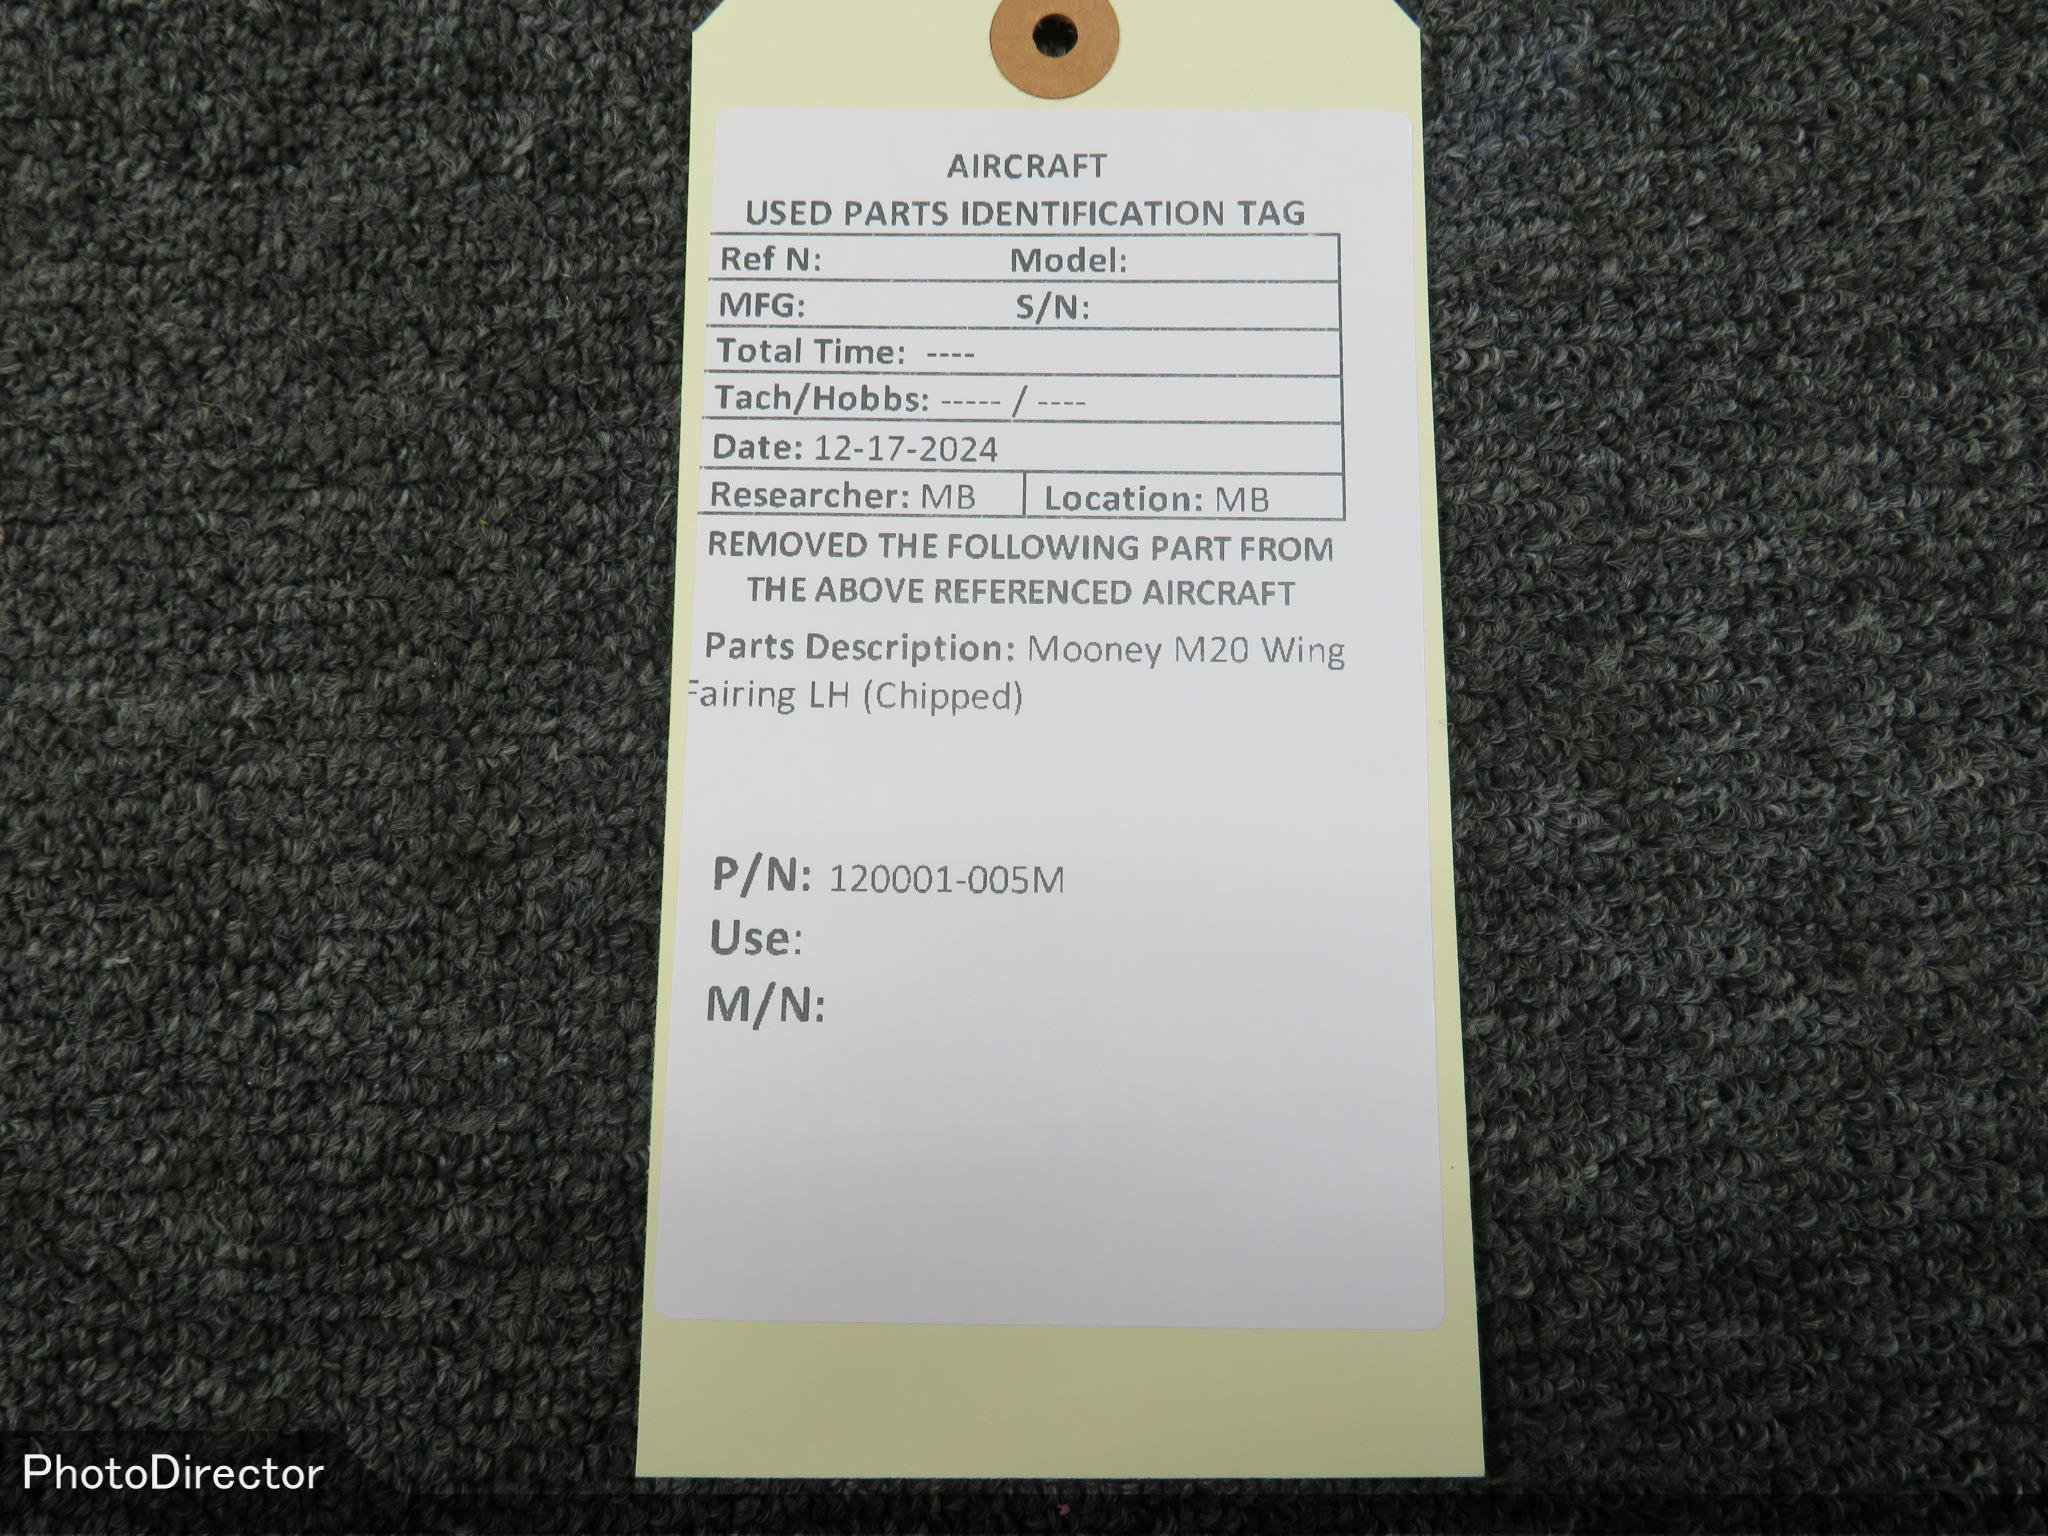 AIRCRAFT
USED PARTS IDENTIFICATION TAG
Ref N: Model:
MFG: S/N:
Total Time: ----
Tach/Hobbs: ----- / ----
Date: 12-17-2024
Researcher: MB Location: MB
REMOVED THE FOLLOWING PART FROM
THE ABOVE REFERENCED AIRCRAFT
Parts Description: Mooney M20 Wing
Fairing LH (Chipped)
P/N: 120001-005M
Use:
M/N:
PhotoDirector